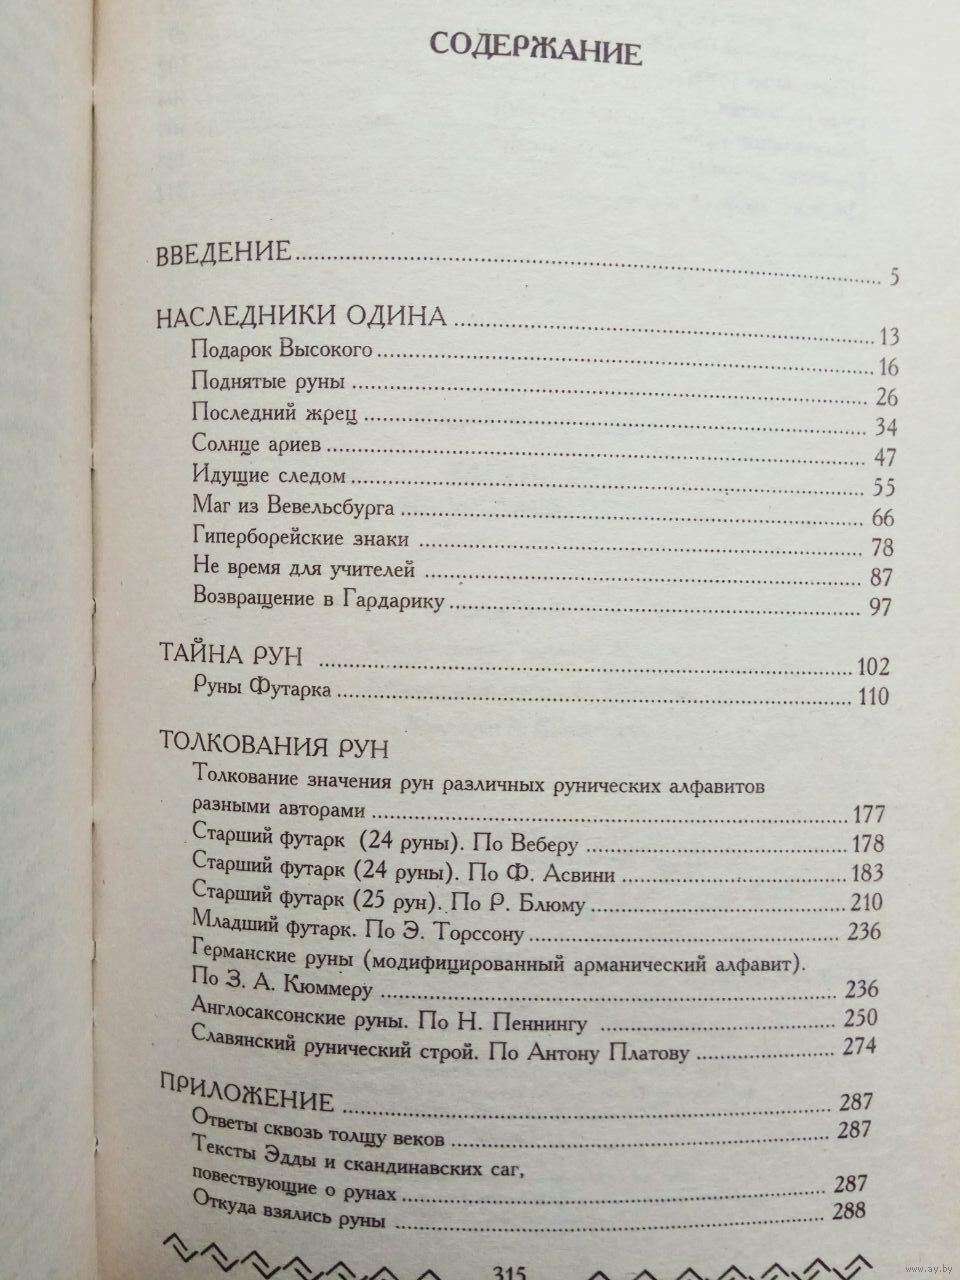 СОДЕРЖАНИЕ
ВВЕДЕНИЕ 5
НАСЛЕДНИКИ ОДИНА 13
Подарок Высокого 16
Поднятые руны 26
Последний жрец 34
Солнце ариев 47
Идущие следом 55
Маг из Вевельсбурга 66
Гиперборейские знаки 78
Не время для учителей 87
Возвращение в Гардарику 97
ТАЙНА РУН 102
Руны Футарка 110
ТОЛКОВАНИЯ РУН
Толкование значения рун различных рунических алфавитов
разными авторами 177
Старший футарк (24 руны). По Веберу 178
Старший футарк (24 руны). По Ф. Асвини 183
Старший футарк (25 рун). По Р. Блюму 210
Младший футарк. По Э. Торссону 236
Германские руны (модифицированный арманический алфавит).
По З. А. Кюммеру 236
Англосаксонские руны. По Н. Пеннингу 250
Славянский рунический строй. По Антону Платову 274
ПРИЛОЖЕНИЕ 287
Ответы сквозь толщу веков 287
Тексты Эдды и скандинавских саг,
повествующие о рунах 287
Откуда взялись руны 288
315
www.ay.by